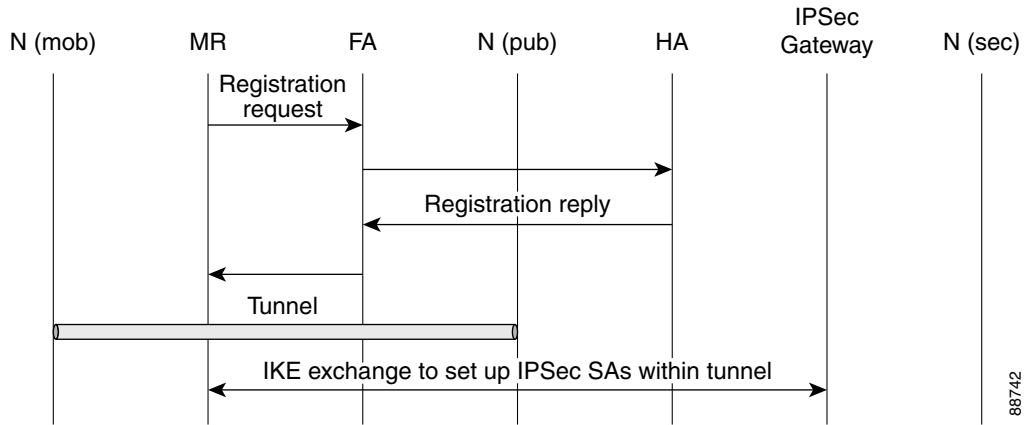 N (mob)
MR
FA
N (pub)
HA
IPSec
Gateway
N (sec)
Registration
request
Registration reply
Tunnel
IKE exchange to set up IPSec SAs within tunnel
88742